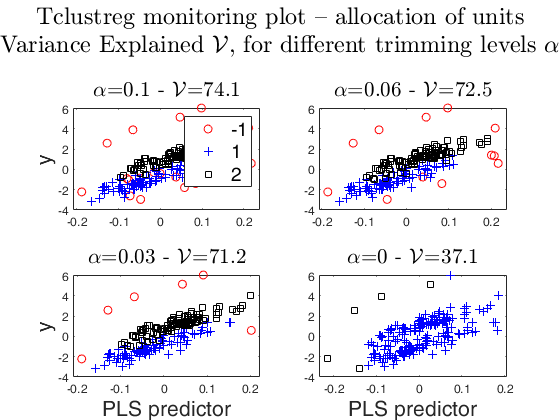 Tclustreg monitoring plot – allocation of units
Variance Explained 𝒱, for different trimming levels α
α=0.1 - 𝒱=74.1
α=0.06 - 𝒱=72.5
6
4
2
0
-2
-4
y
-0.2 -0.1 0 0.1 0.2
-1
1
2
6
4
2
0
-2
-4
-0.2 -0.1 0 0.1 0.2
α=0.03 - 𝒱=71.2
α=0 - 𝒱=37.1
6
4
2
0
-2
-4
y
-0.2 -0.1 0 0.1 0.2
PLS predictor
6
4
2
0
-2
-4
-0.2 -0.1 0 0.1 0.2
PLS predictor